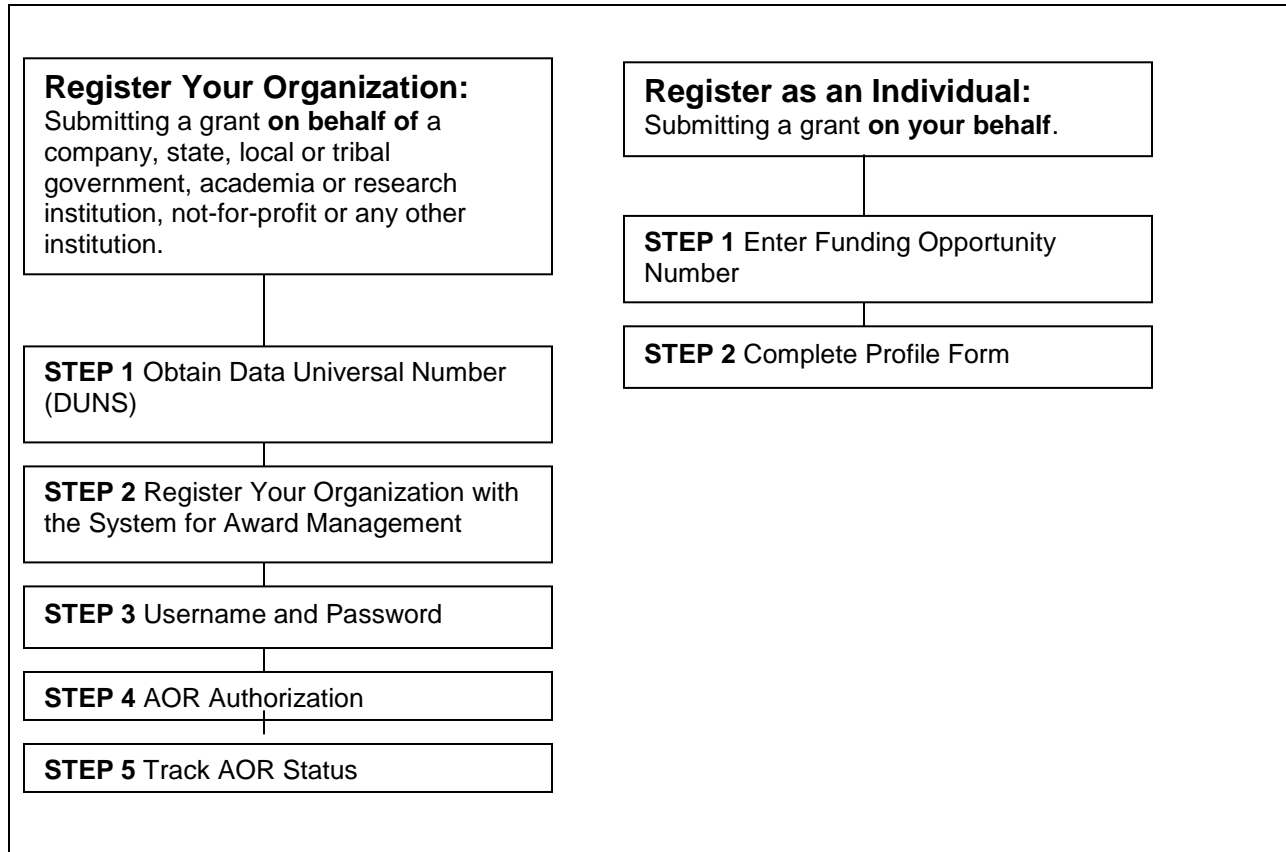 Register Your Organization:
Submitting a grant on behalf of a
company, state, local or tribal
government, academia or research
institution, not-for-profit or any other
institution.
STEP 1 Obtain Data Universal Number
(DUNS)
STEP 2 Register Your Organization with
the System for Award Management
STEP 3 Username and Password
STEP 4 AOR Authorization
STEP 5 Track AOR Status
Register as an Individual:
Submitting a grant on your behalf.
STEP 1 Enter Funding Opportunity
Number
STEP 2 Complete Profile Form